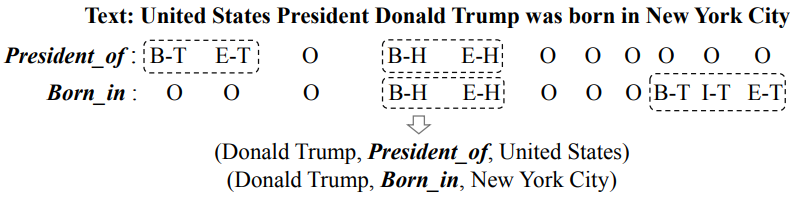 Text: United States President Donald Trump was born in New York City
President_of : B-T E-T O B-H E-H O O O O O O
Born_in : O O O B-H E-H O O O B-T I-T E-T
(Donald Trump, President_of, United States)
(Donald Trump, Born_in, New York City)